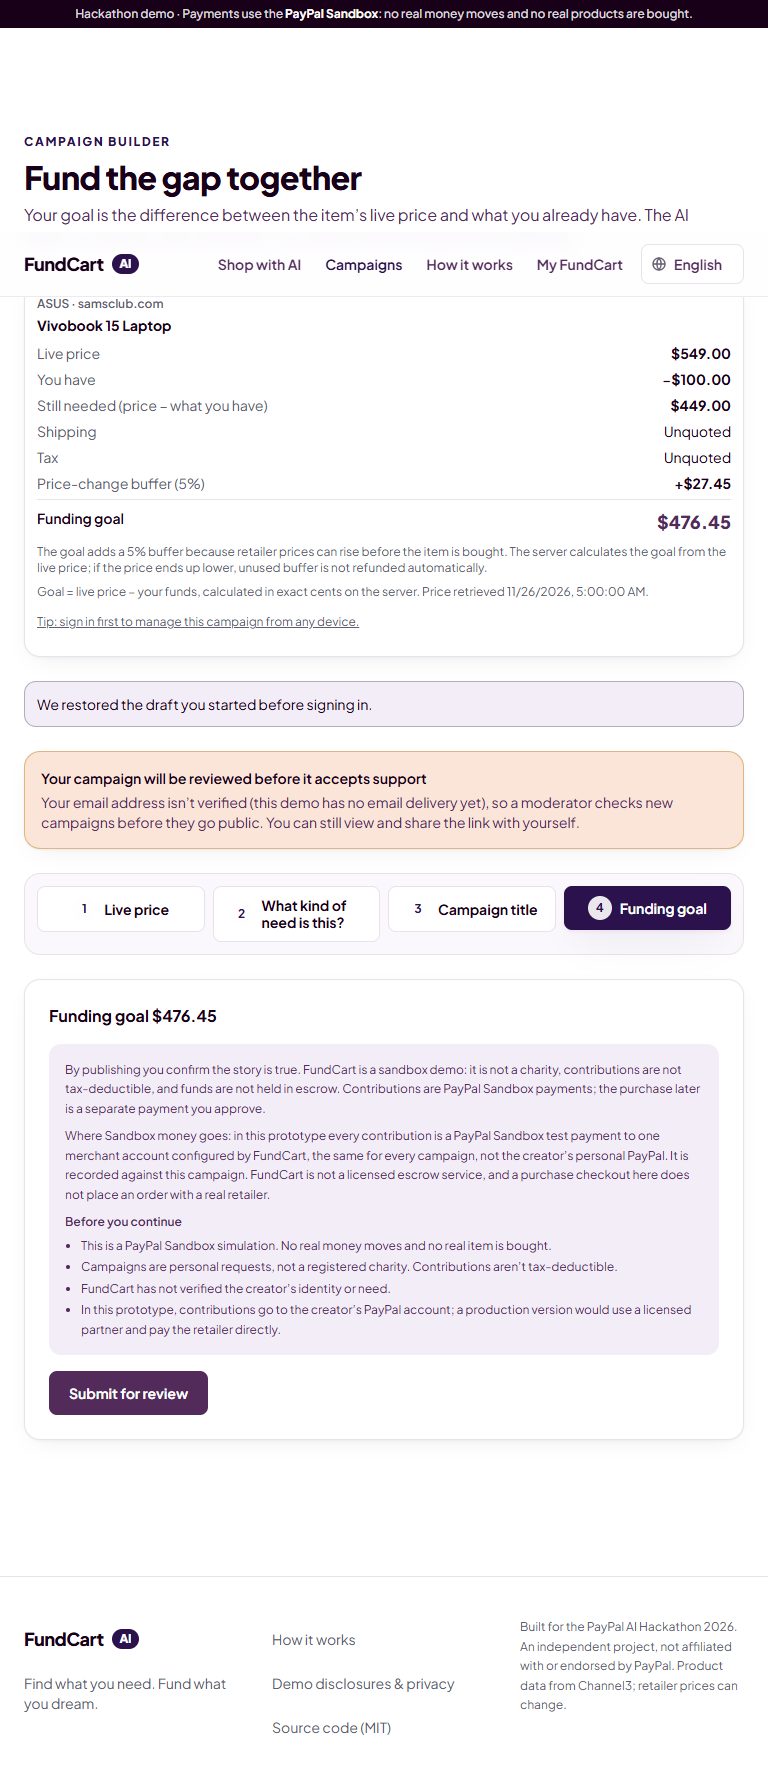 Hackathon demo · Payments use the PayPal Sandbox: no real money moves and no real products are bought.
CAMPAIGN BUILDER
Fund the gap together
Your goal is the difference between the item's live price and what you already have. The AI
FundCart AI
Shop with AI
Campaigns
How it works
My FundCart
English
ASUS · samsclub.com
Vivobook 15 Laptop
Live price $549.00
You have –$100.00
Still needed (price – what you have) $449.00
Shipping Unquoted
Tax Unquoted
Price-change buffer (5%) +$27.45
Funding goal $476.45
The goal adds a 5% buffer because retailer prices can rise before the item is bought. The server calculates the goal from the
live price; if the price ends up lower, unused buffer is not refunded automatically.
Goal = live price – your funds, calculated in exact cents on the server. Price retrieved 11/26/2026, 5:00:00 AM.
Tip: sign in first to manage this campaign from any device.
We restored the draft you started before signing in.
Your campaign will be reviewed before it accepts support
Your email address isn't verified (this demo has no email delivery yet), so a moderator checks new
campaigns before they go public. You can still view and share the link with yourself.
1 Live price
2 What kind of
need is this?
3 Campaign title
4 Funding goal
Funding goal $476.45
By publishing you confirm the story is true. FundCart is a sandbox demo: it is not a charity, contributions are not
tax-deductible, and funds are not held in escrow. Contributions are PayPal Sandbox payments; the purchase later
is a separate payment you approve.
Where Sandbox money goes: in this prototype every contribution is a PayPal Sandbox test payment to one
merchant account configured by FundCart, the same for every campaign, not the creator's personal PayPal. It is
recorded against this campaign. FundCart is not a licensed escrow service, and a purchase checkout here does
not place an order with a real retailer.
Before you continue
• This is a PayPal Sandbox simulation. No real money moves and no real item is bought.
• Campaigns are personal requests, not a registered charity. Contributions aren't tax-deductible.
• FundCart has not verified the creator's identity or need.
• In this prototype, contributions go to the creator's PayPal account; a production version would use a licensed
partner and pay the retailer directly.
Submit for review
FundCart AI
Find what you need. Fund what
you dream.
How it works
Demo disclosures & privacy
Source code (MIT)
Built for the PayPal AI Hackathon 2026.
An independent project, not affiliated
with or endorsed by PayPal. Product
data from Channel3; retailer prices can
change.